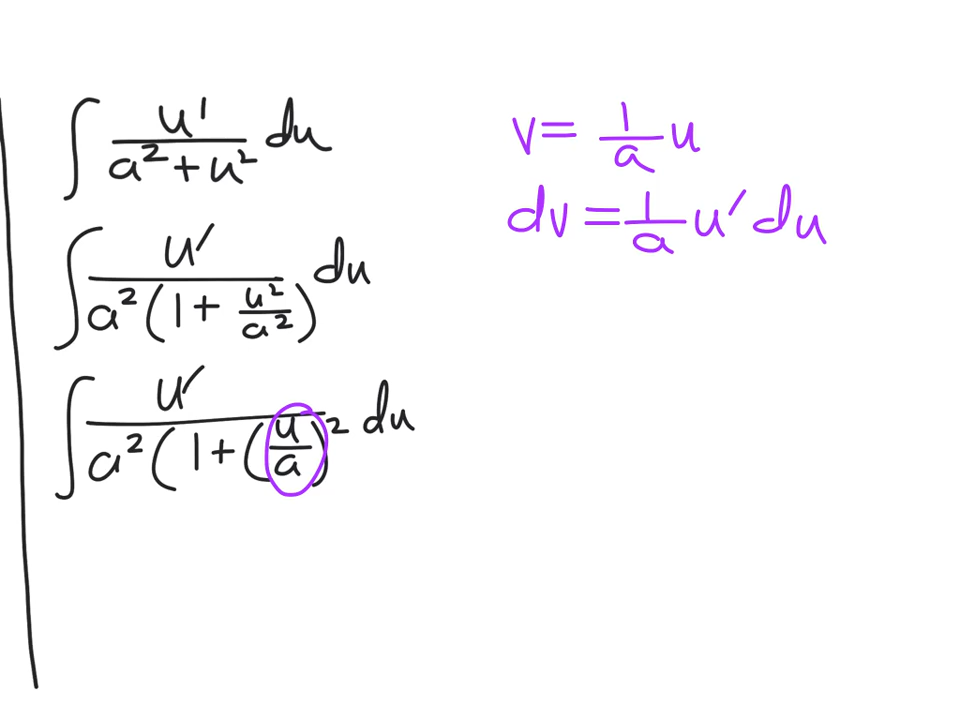 ∫ u' / (a² + u²) du
∫ u' / (a²(1 + u²/a²)) du
∫ u' / (a²(1 + (u/a)² du
v = 1/a u
dv = 1/a u' du